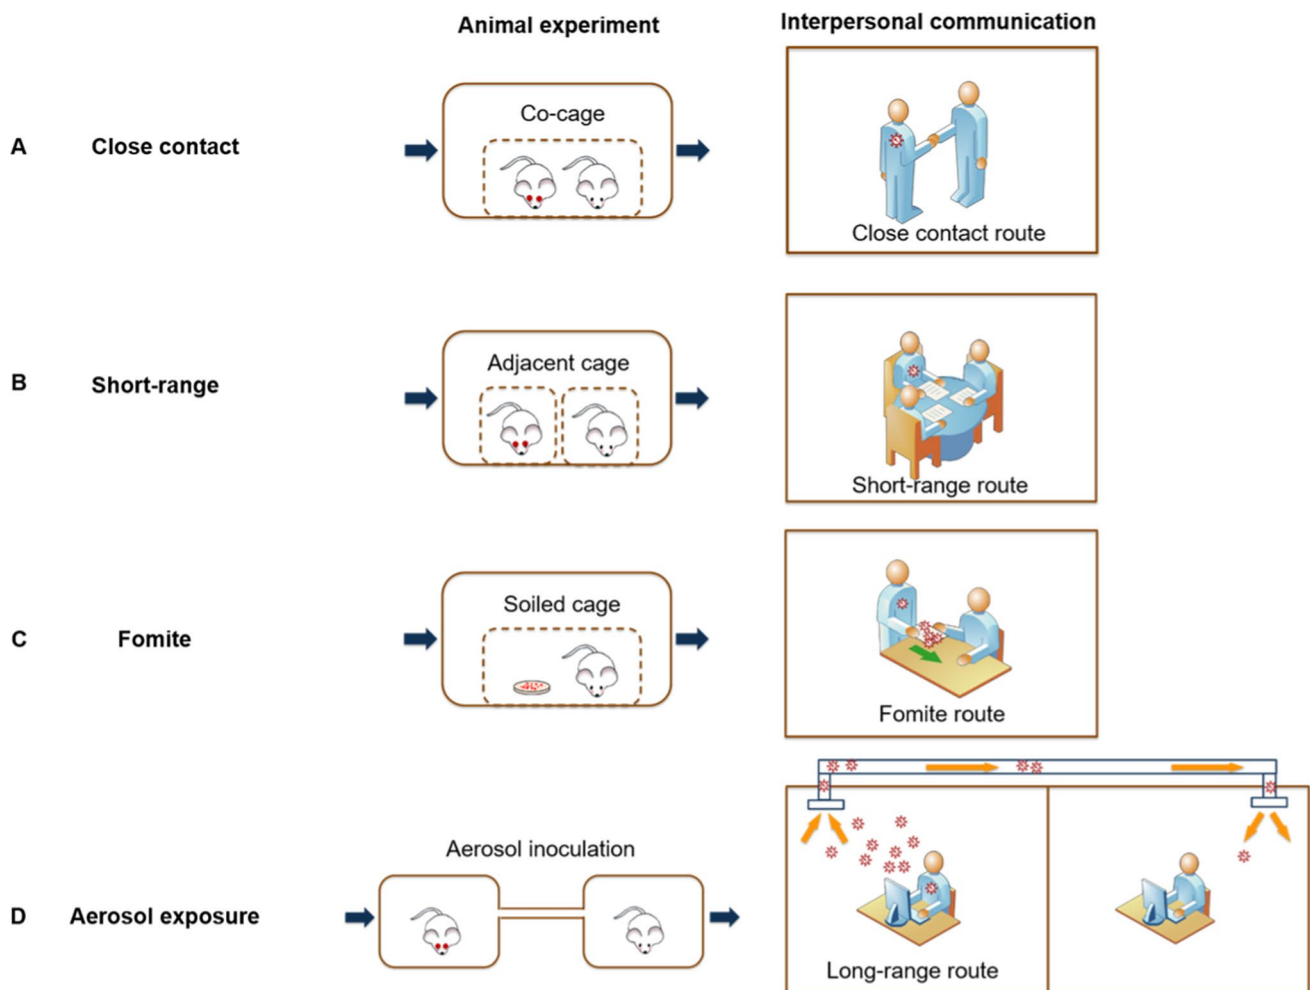 Animal experiment
Interpersonal communication
A
Close contact
Co-cage
Close contact route
B
Short-range
Adjacent cage
Short-range route
C
Fomite
Soiled cage
Fomite route
D
Aerosol exposure
Aerosol inoculation
Long-range route